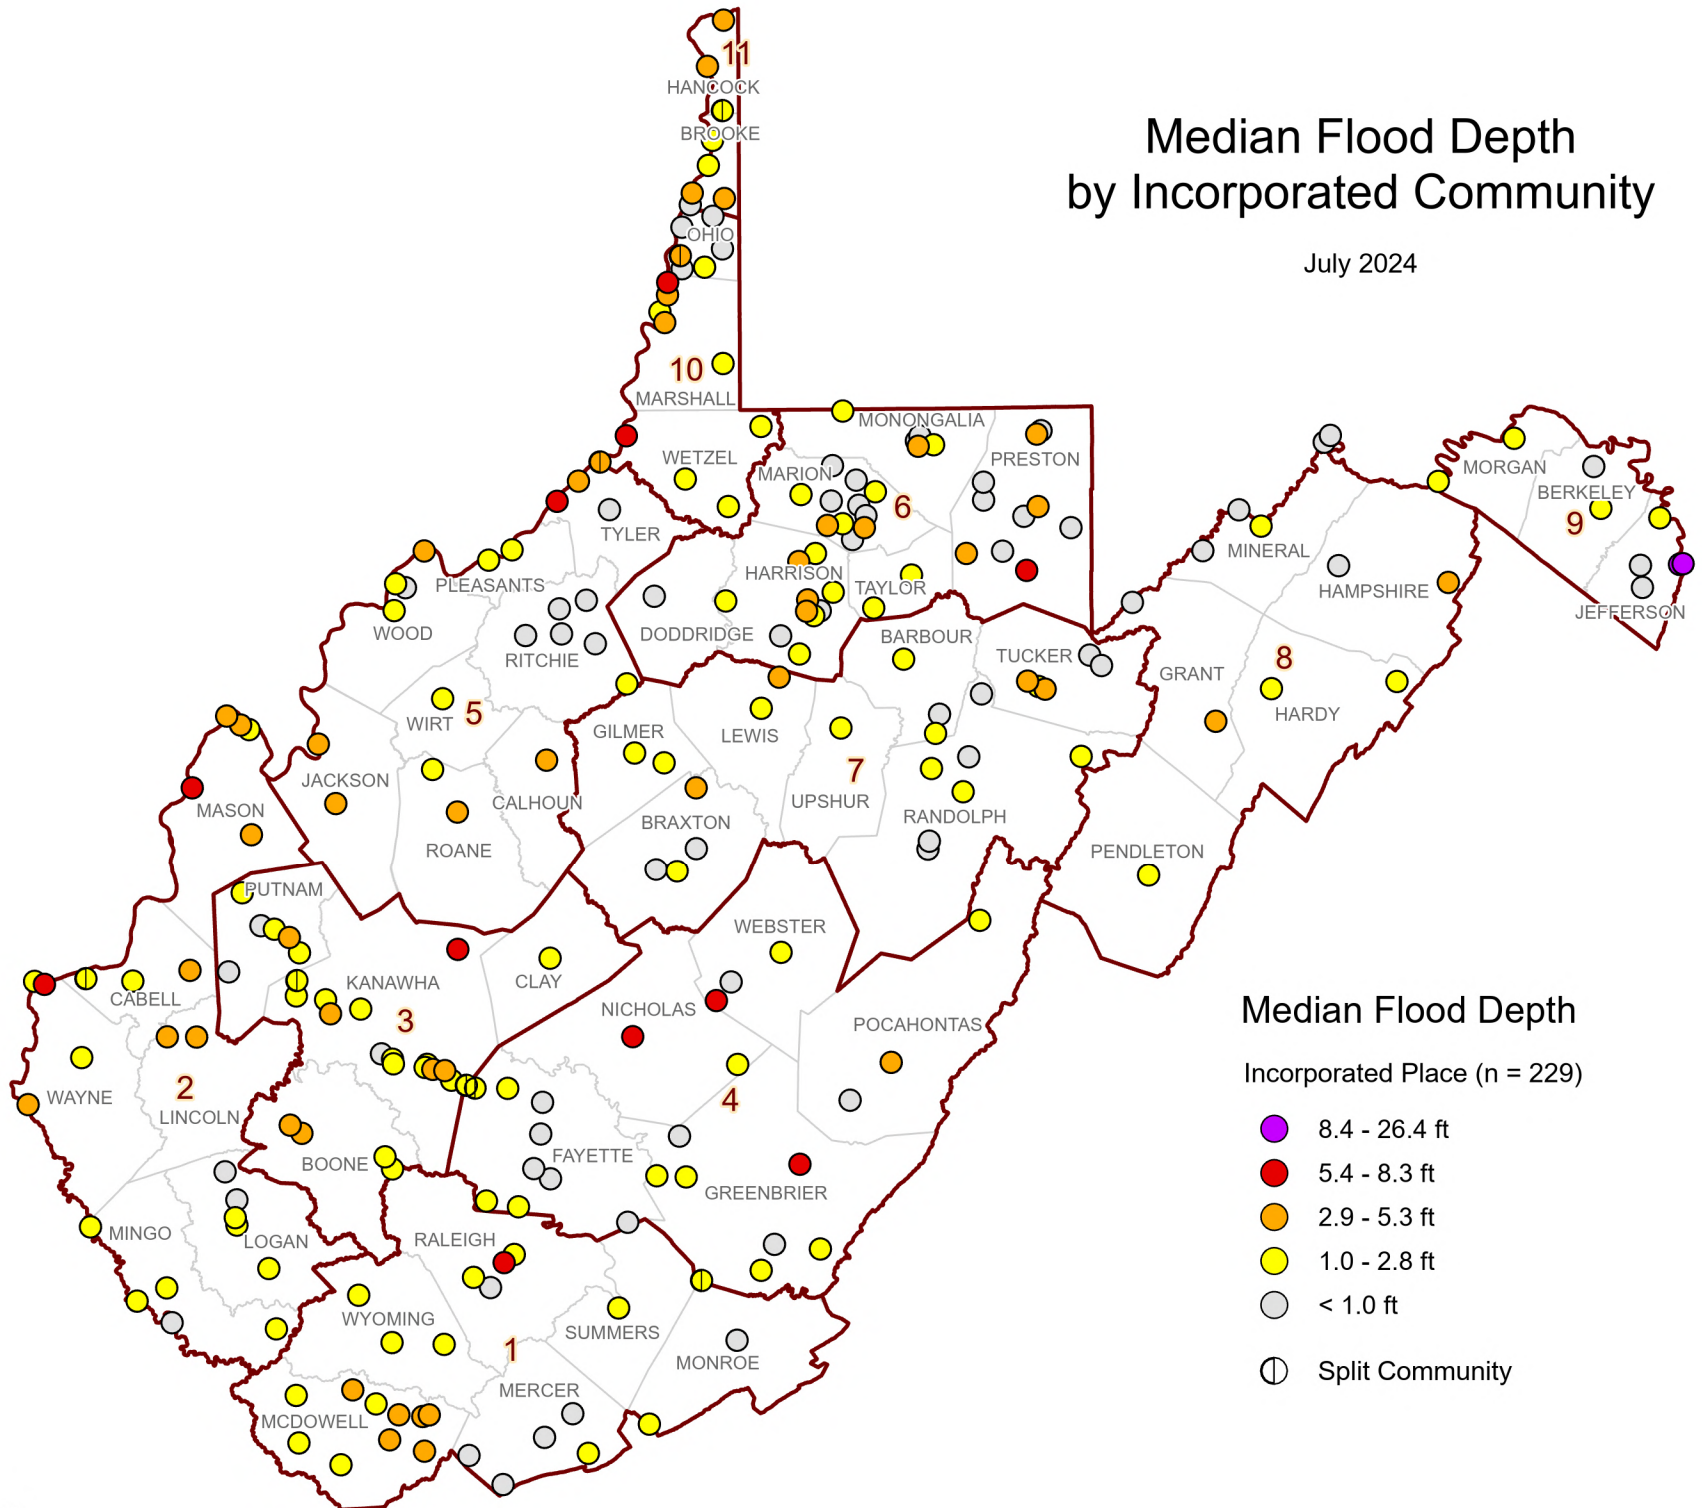 11
HANCOCK
BROOKE
Median Flood Depth
by Incorporated Community
July 2024
OHIO
10
MARSHALL
MONONGALIA
WETZEL
PRESTON
MARION
MORGAN
BERKELEY
6
9
TYLER
MINERAL
HARRISON
PLEASANTS
TAYLOR
HAMPSHIRE
JEFFERSON
WOOD
DODDRIDGE
BARBOUR
RITCHIE
TUCKER
8
GRANT
WIRT
5
HARDY
GILMER
LEWIS
7
JACKSON
CALHOUN
UPSHUR
MASON
BRAXTON
RANDOLPH
ROANE
PENDLETON
PUTNAM
WEBSTER
KANAWHA
CLAY
CABELL
NICHOLAS
3
POCAHONTAS
Median Flood Depth
Incorporated Place (n = 229)
2
WAYNE
4
LINCOLN
8.4 - 26.4 ft
FAYETTE
BOONE
5.4 - 8.3 ft
GREENBRIER
2.9 - 5.3 ft
MINGO
LOGAN
RALEIGH
1.0 - 2.8 ft
< 1.0 ft
WYOMING
SUMMERS
1
MONROE
Split Community
MERCER
MCDOWELL